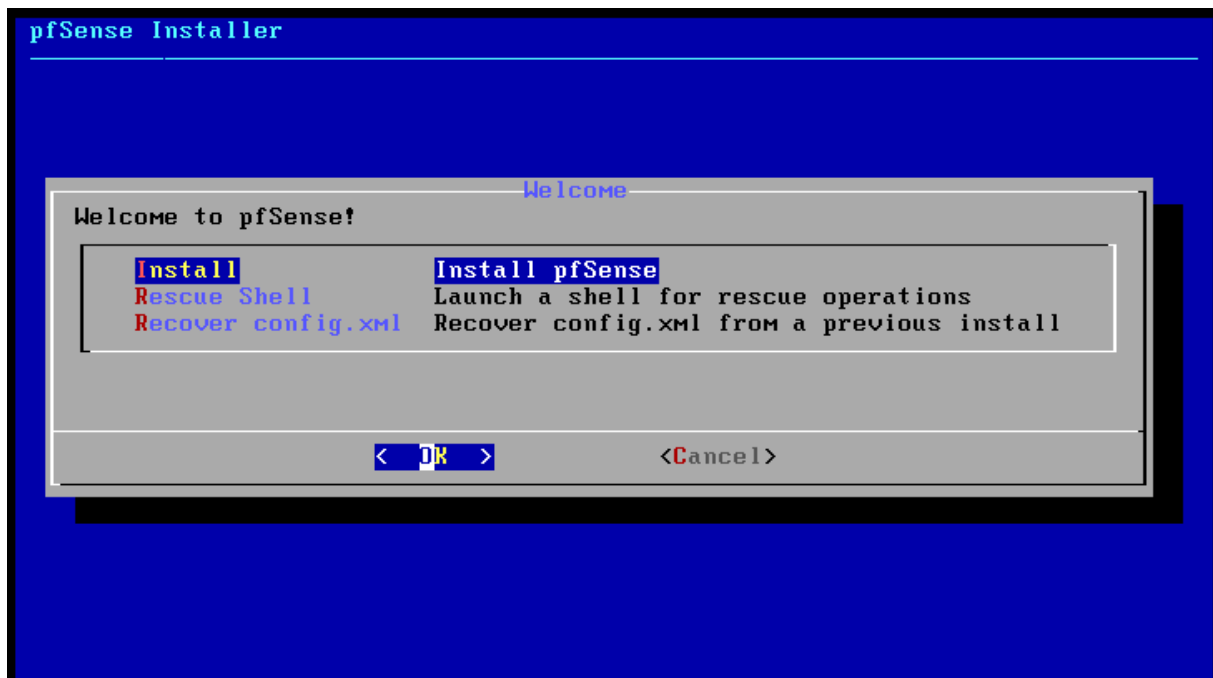 pfSense Installer
Welcome
Welcome to pfSense!
Install Install pfSense
Rescue Shell Launch a shell for rescue operations
Recover config.xml Recover config.xml from a previous install
< OK > <Cancel>